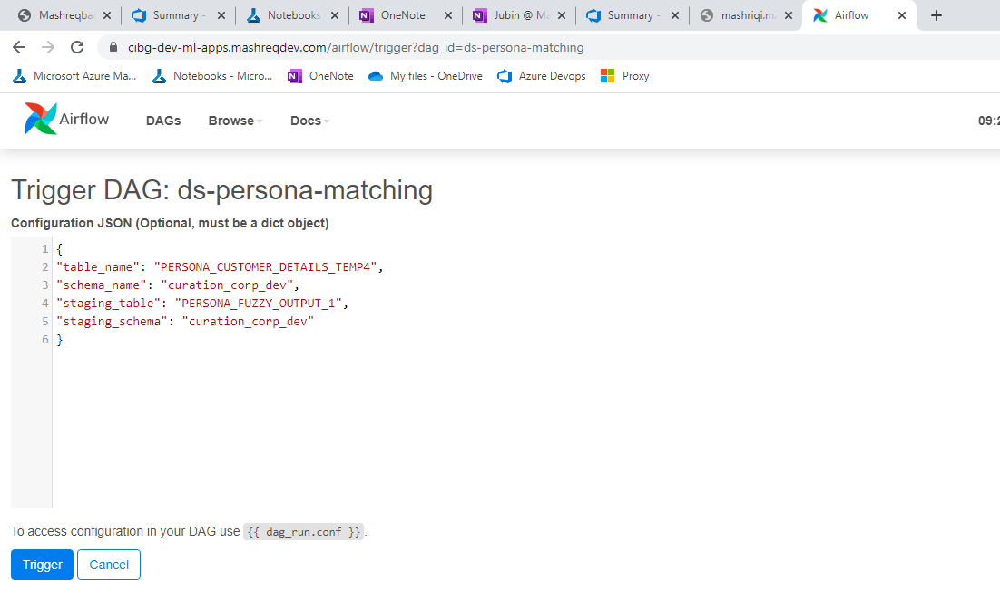 Mashreqba
Summary -
Notebooks
OneNote
Jubin @ Ma
Summary -
mashriqi.m
Airflow
cibg-dev-ml-apps.mashreqdev.com/airflow/trigger?dag_id=ds-persona-matching
Microsoft Azure Ma...
Notebooks - Micro...
OneNote
My files - OneDrive
Azure Devops
Proxy
Airflow
DAGs
Browse
Docs
09:2
Trigger DAG: ds-persona-matching
Configuration JSON (Optional, must be a dict object)
1 {
2 "table_name": "PERSONA_CUSTOMER_DETAILS_TEMP4",
3 "schema_name": "curation_corp_dev",
4 "staging_table": "PERSONA_FUZZY_OUTPUT_1",
5 "staging_schema": "curation_corp_dev"
6 }
To access configuration in your DAG use {{ dag_run.conf }}.
Trigger
Cancel